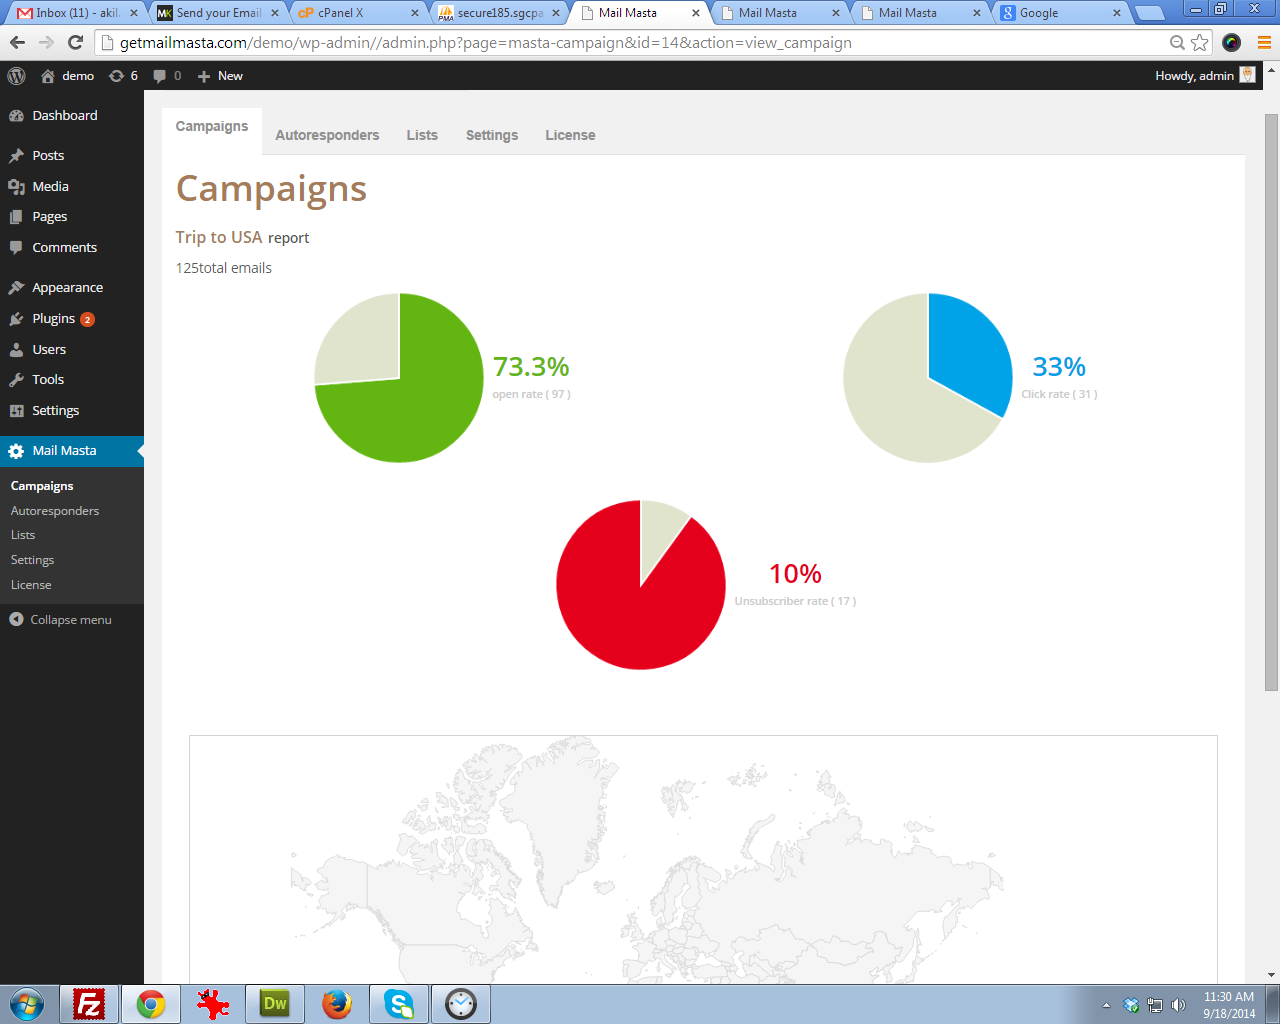 Inbox (11) - akil.
Send your Email
cPanel X
secure185.sgcpa
Mail Masta
Mail Masta
Mail Masta
Google
getmailmasta.com/demo/wp-admin//admin.php?page=masta-campaign&id=14&action=view_campaign
demo 6 0 New
Howdy, admin
Dashboard
Posts
Media
Pages
Comments
Appearance
Plugins 2
Users
Tools
Settings
Mail Masta
Campaigns
Autoresponders
Lists
Settings
License
Collapse menu
Campaigns Autoresponders Lists Settings License
Campaigns
Trip to USA report
125total emails
73.3%
open rate ( 97 )
33%
Click rate ( 31 )
10%
Unsubscriber rate ( 17 )
11:30 AM
9/18/2014